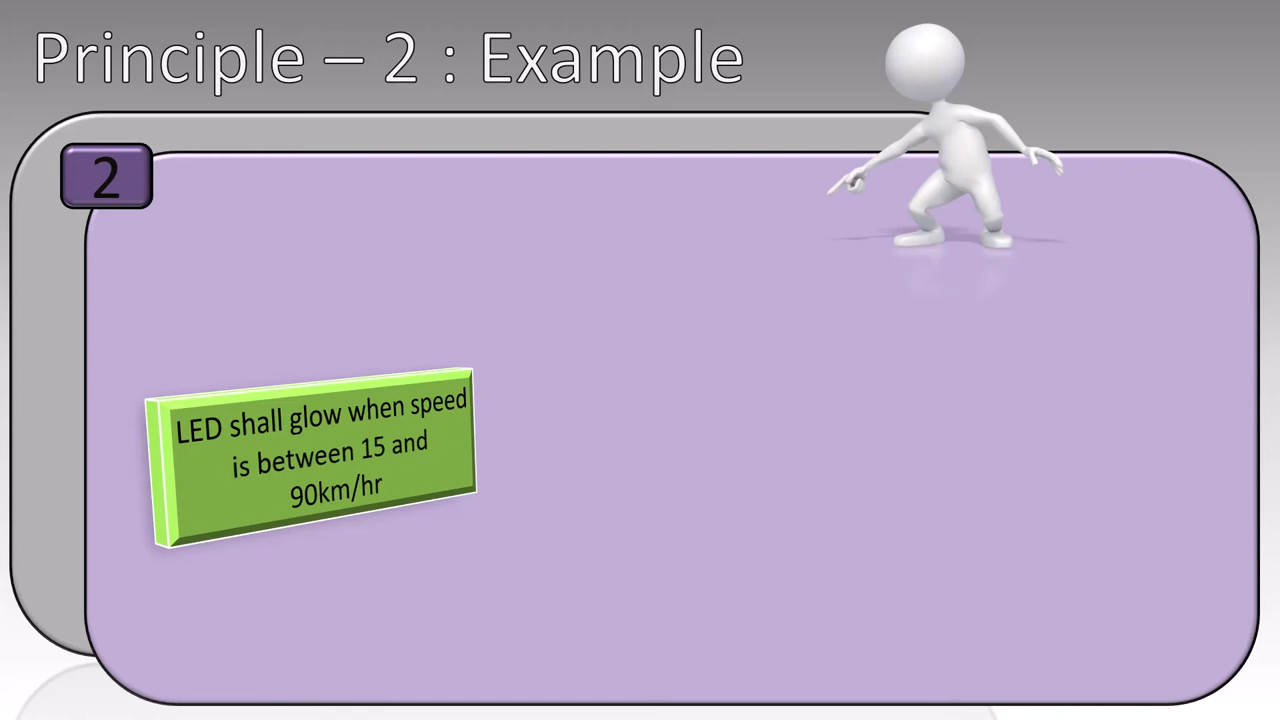 Principle – 2 : Example
2
LED shall glow when speed
is between 15 and
90km/hr